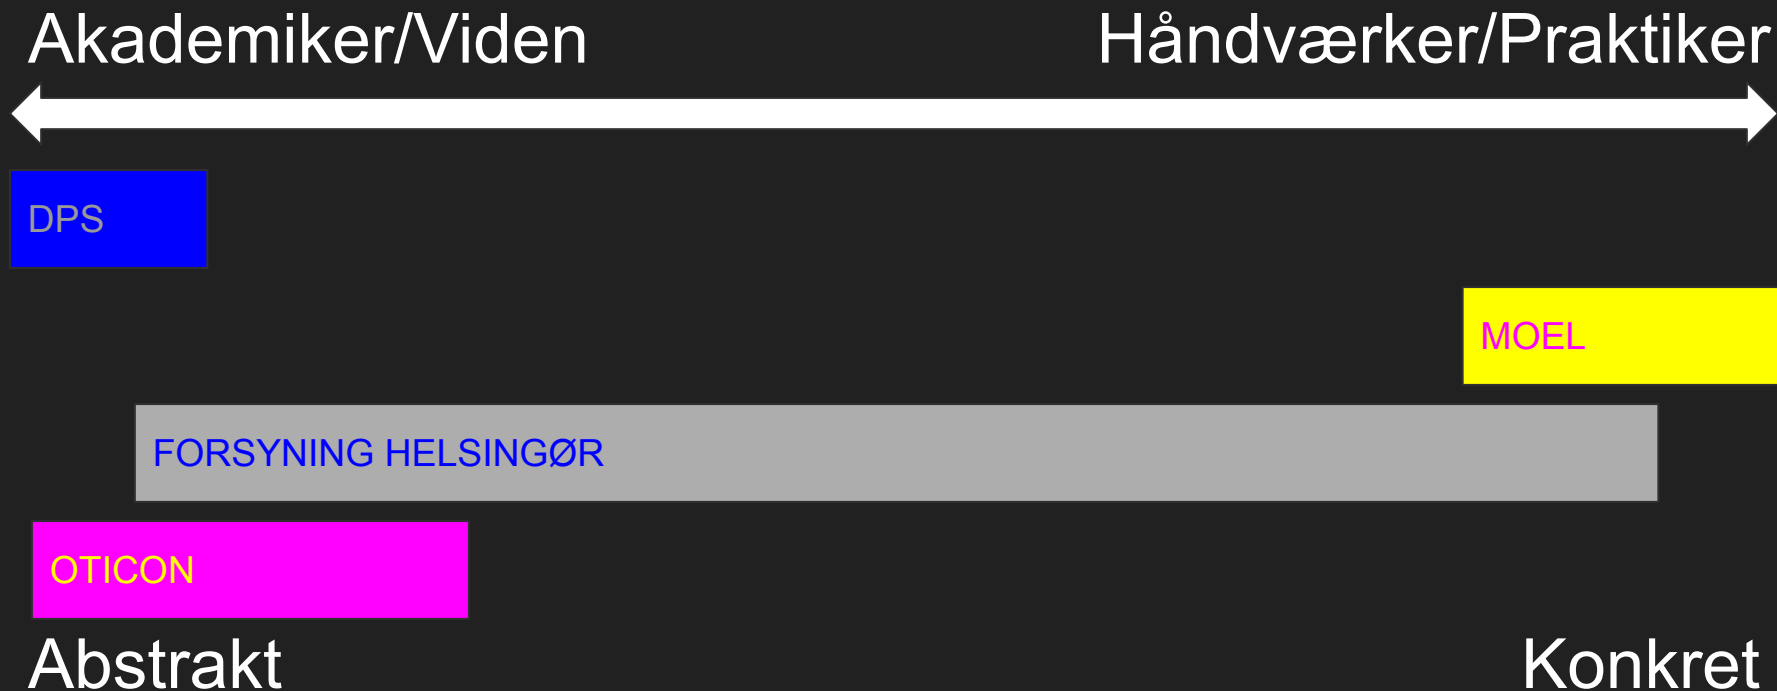 Akademiker/Viden
Håndværker/Praktiker
DPS
MOEL
FORSYNING HELSINGØR
OTICON
Abstrakt
Konkret